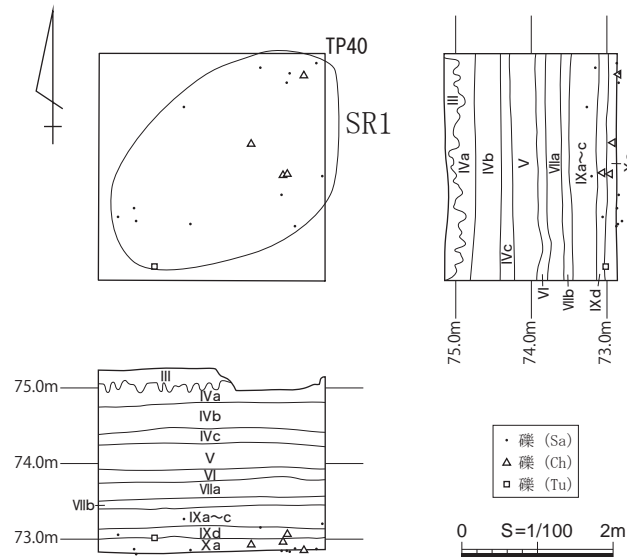 TP40
SR1
III
IVa
IVb
IVc
V
VI
VIIa
VIIb
IXa~c
IXd
Xa
75.0m
74.0m
73.0m
75.0m
74.0m
73.0m
III
IVa
IVb
IVc
V
VI
VIIa
VIIb
IXa~c
IXd
Xa
礫 (Sa)
礫 (Ch)
礫 (Tu)
0 S=1/100 2m